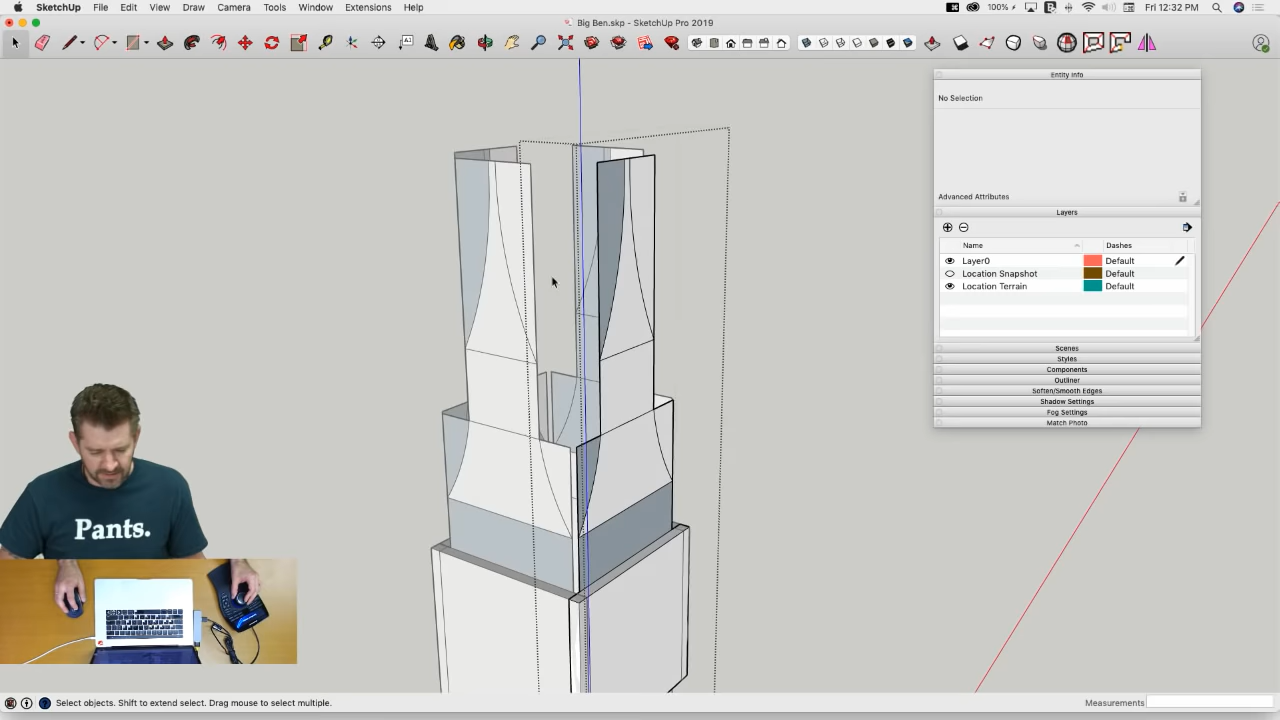 SketchUp File Edit View Draw Camera Tools Window Extensions Help
100% Fri 12:32 PM
Big Ben.skp - SketchUp Pro 2019
Entity Info
No Selection
Advanced Attributes
Layers
Name Dashes
Layer0 Default
Location Snapshot Default
Location Terrain Default
Scenes
Styles
Components
Outliner
Soften/Smooth Edges
Shadow Settings
Fog Settings
Match Photo
Pants.
Select objects. Shift to extend select. Drag mouse to select multiple.
Measurements